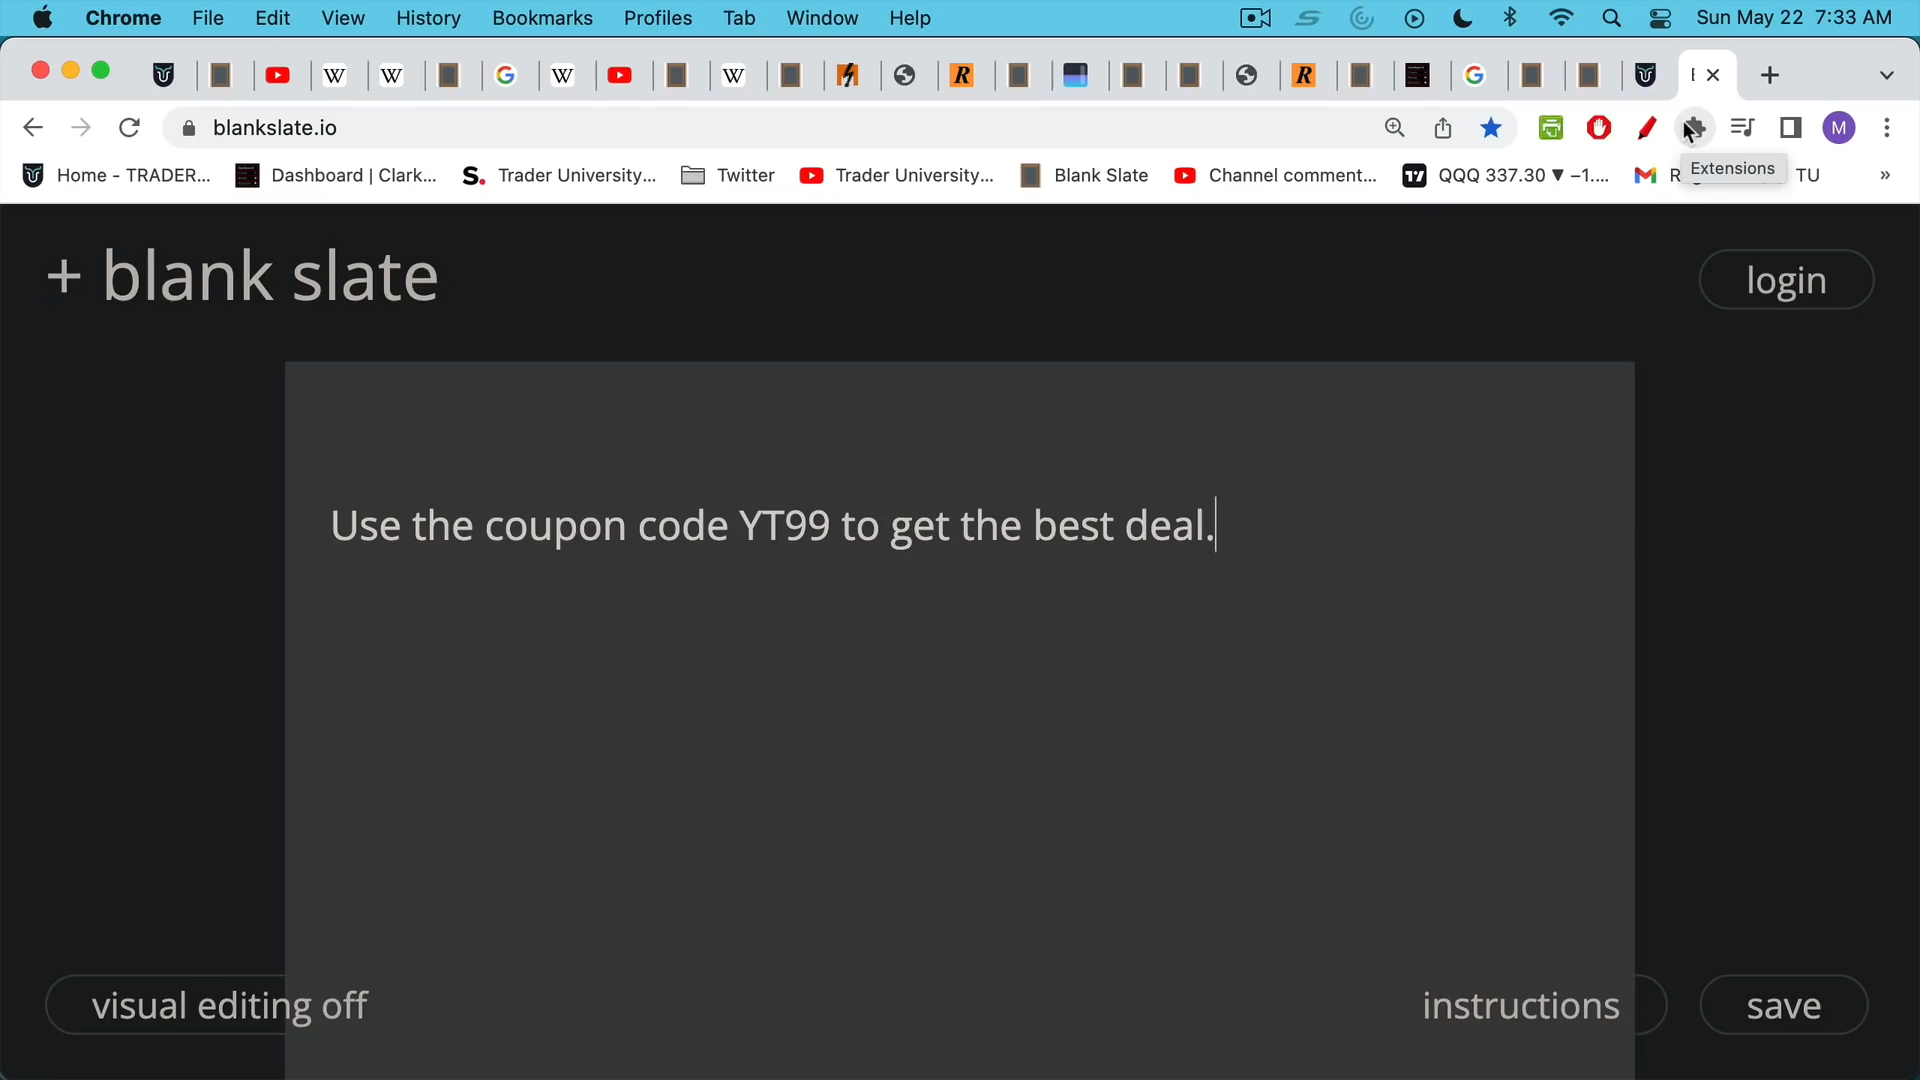 Chrome File Edit View History Bookmarks Profiles Tab Window Help Sun May 22 7:33 AM
blankslate.io M
Home - TRADER... Dashboard | Clark... S. Trader University... Twitter Trader University... Blank Slate Channel comment... QQQ 337.30 ▼ −1.... TU »
Extensions
+ blank slate
login
Use the coupon code YT99 to get the best deal.
visual editing off
instructions
save